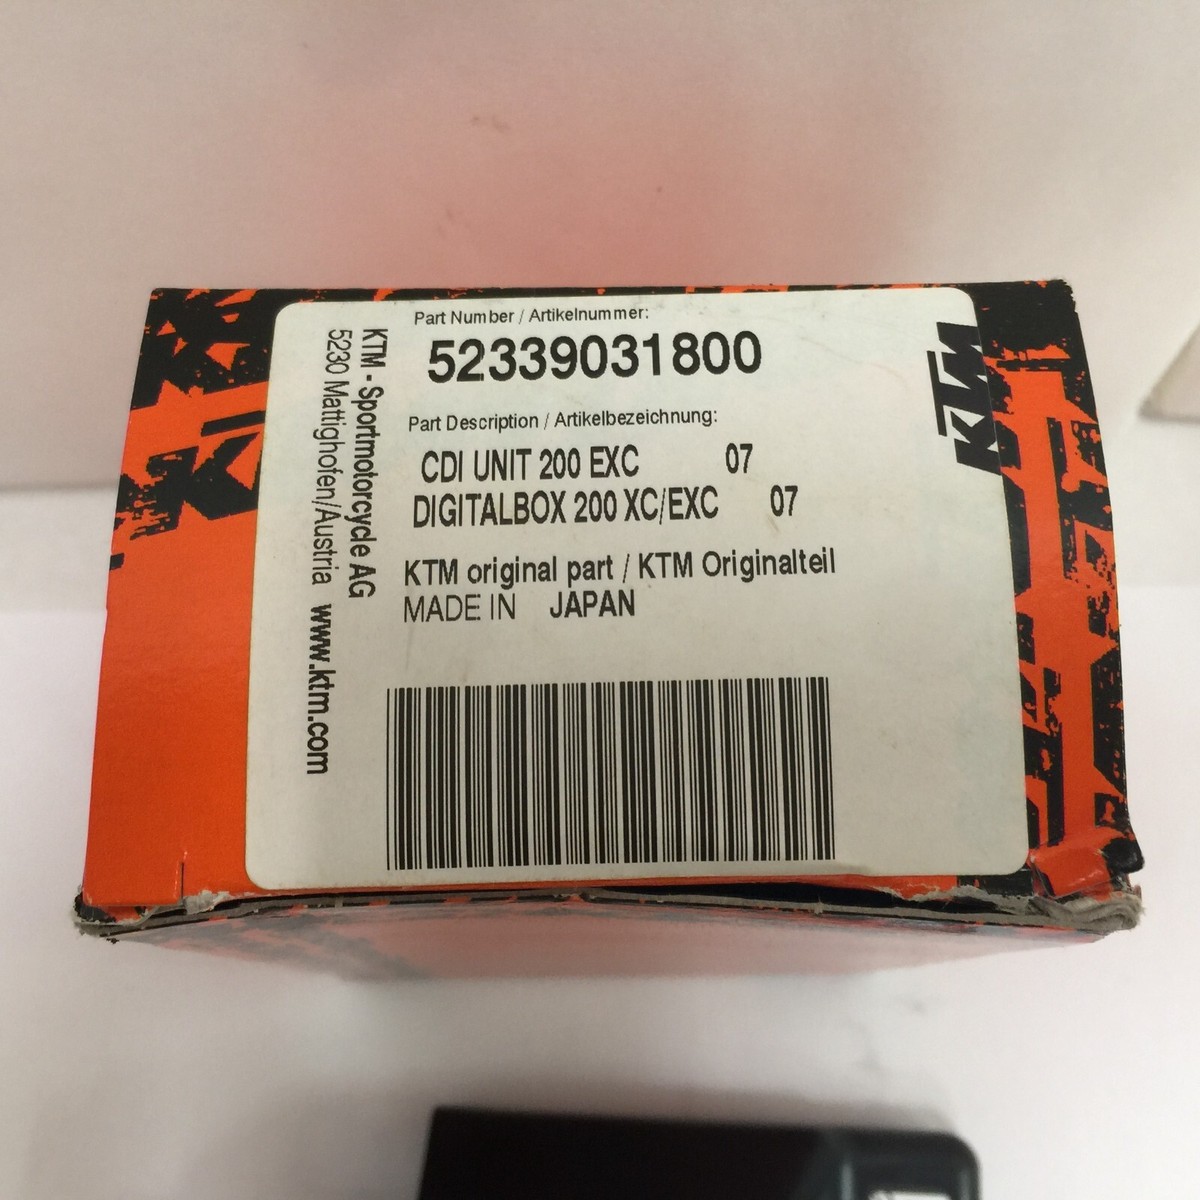 Part Number / Artikelnummer:
52339031800
Part Description / Artikelbezeichnung:
CDI UNIT 200 EXC 07
DIGITALBOX 200 XC/EXC 07
KTM original part / KTM Originalteil
MADE IN JAPAN
KTM - Sportmotorcycle AG
5230 Mattighofen/Austria www.ktm.com
KTM